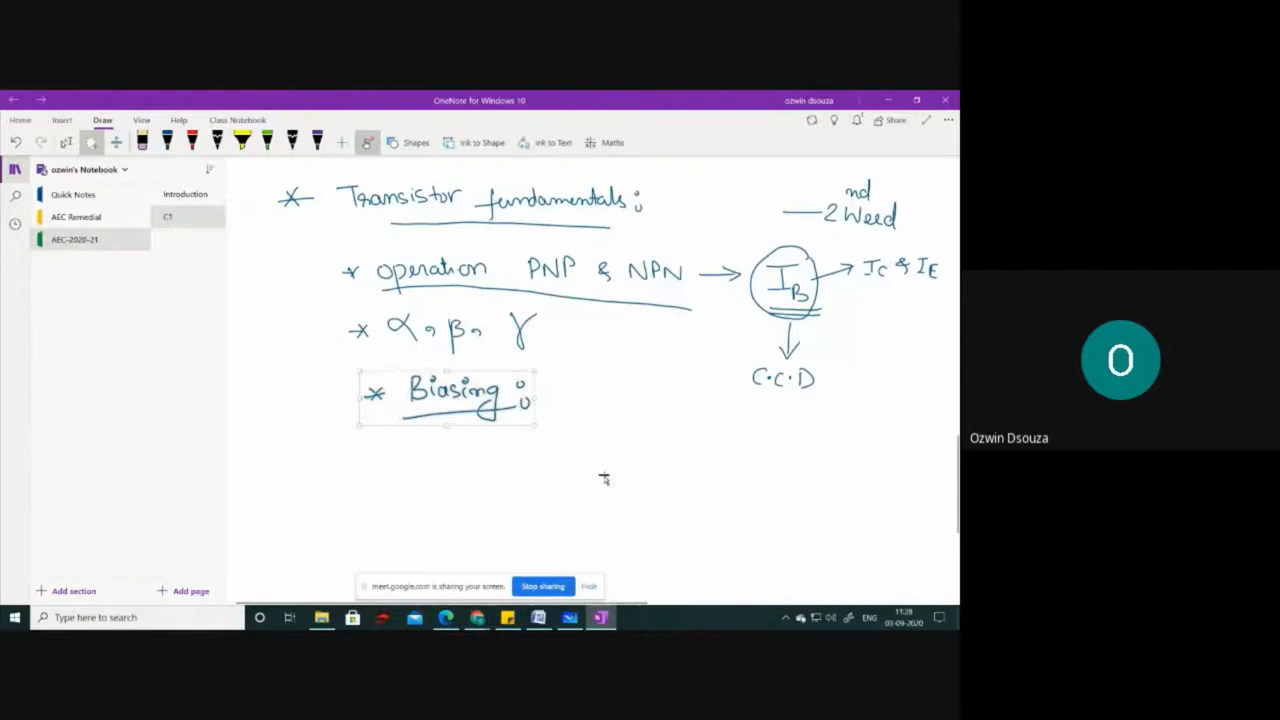 OneNote for Windows 10
ozwin dsouza
Home Insert Draw View Help Class Notebook
Share
Shapes Ink to Shape Ink to Text Maths
ozwin's Notebook
Quick Notes
AEC Remedial
AEC-2020-21
Introduction
C1
* Transistor fundamentals:
2nd Weed
* operation PNP & NPN → IB → IC & IE
* α, β, γ
C.C.D
* Biasing :
meet.google.com is sharing your screen. Stop sharing Hide
+ Add section + Add page
Type here to search
ENG
11:28
03-09-2020
O
Ozwin Dsouza